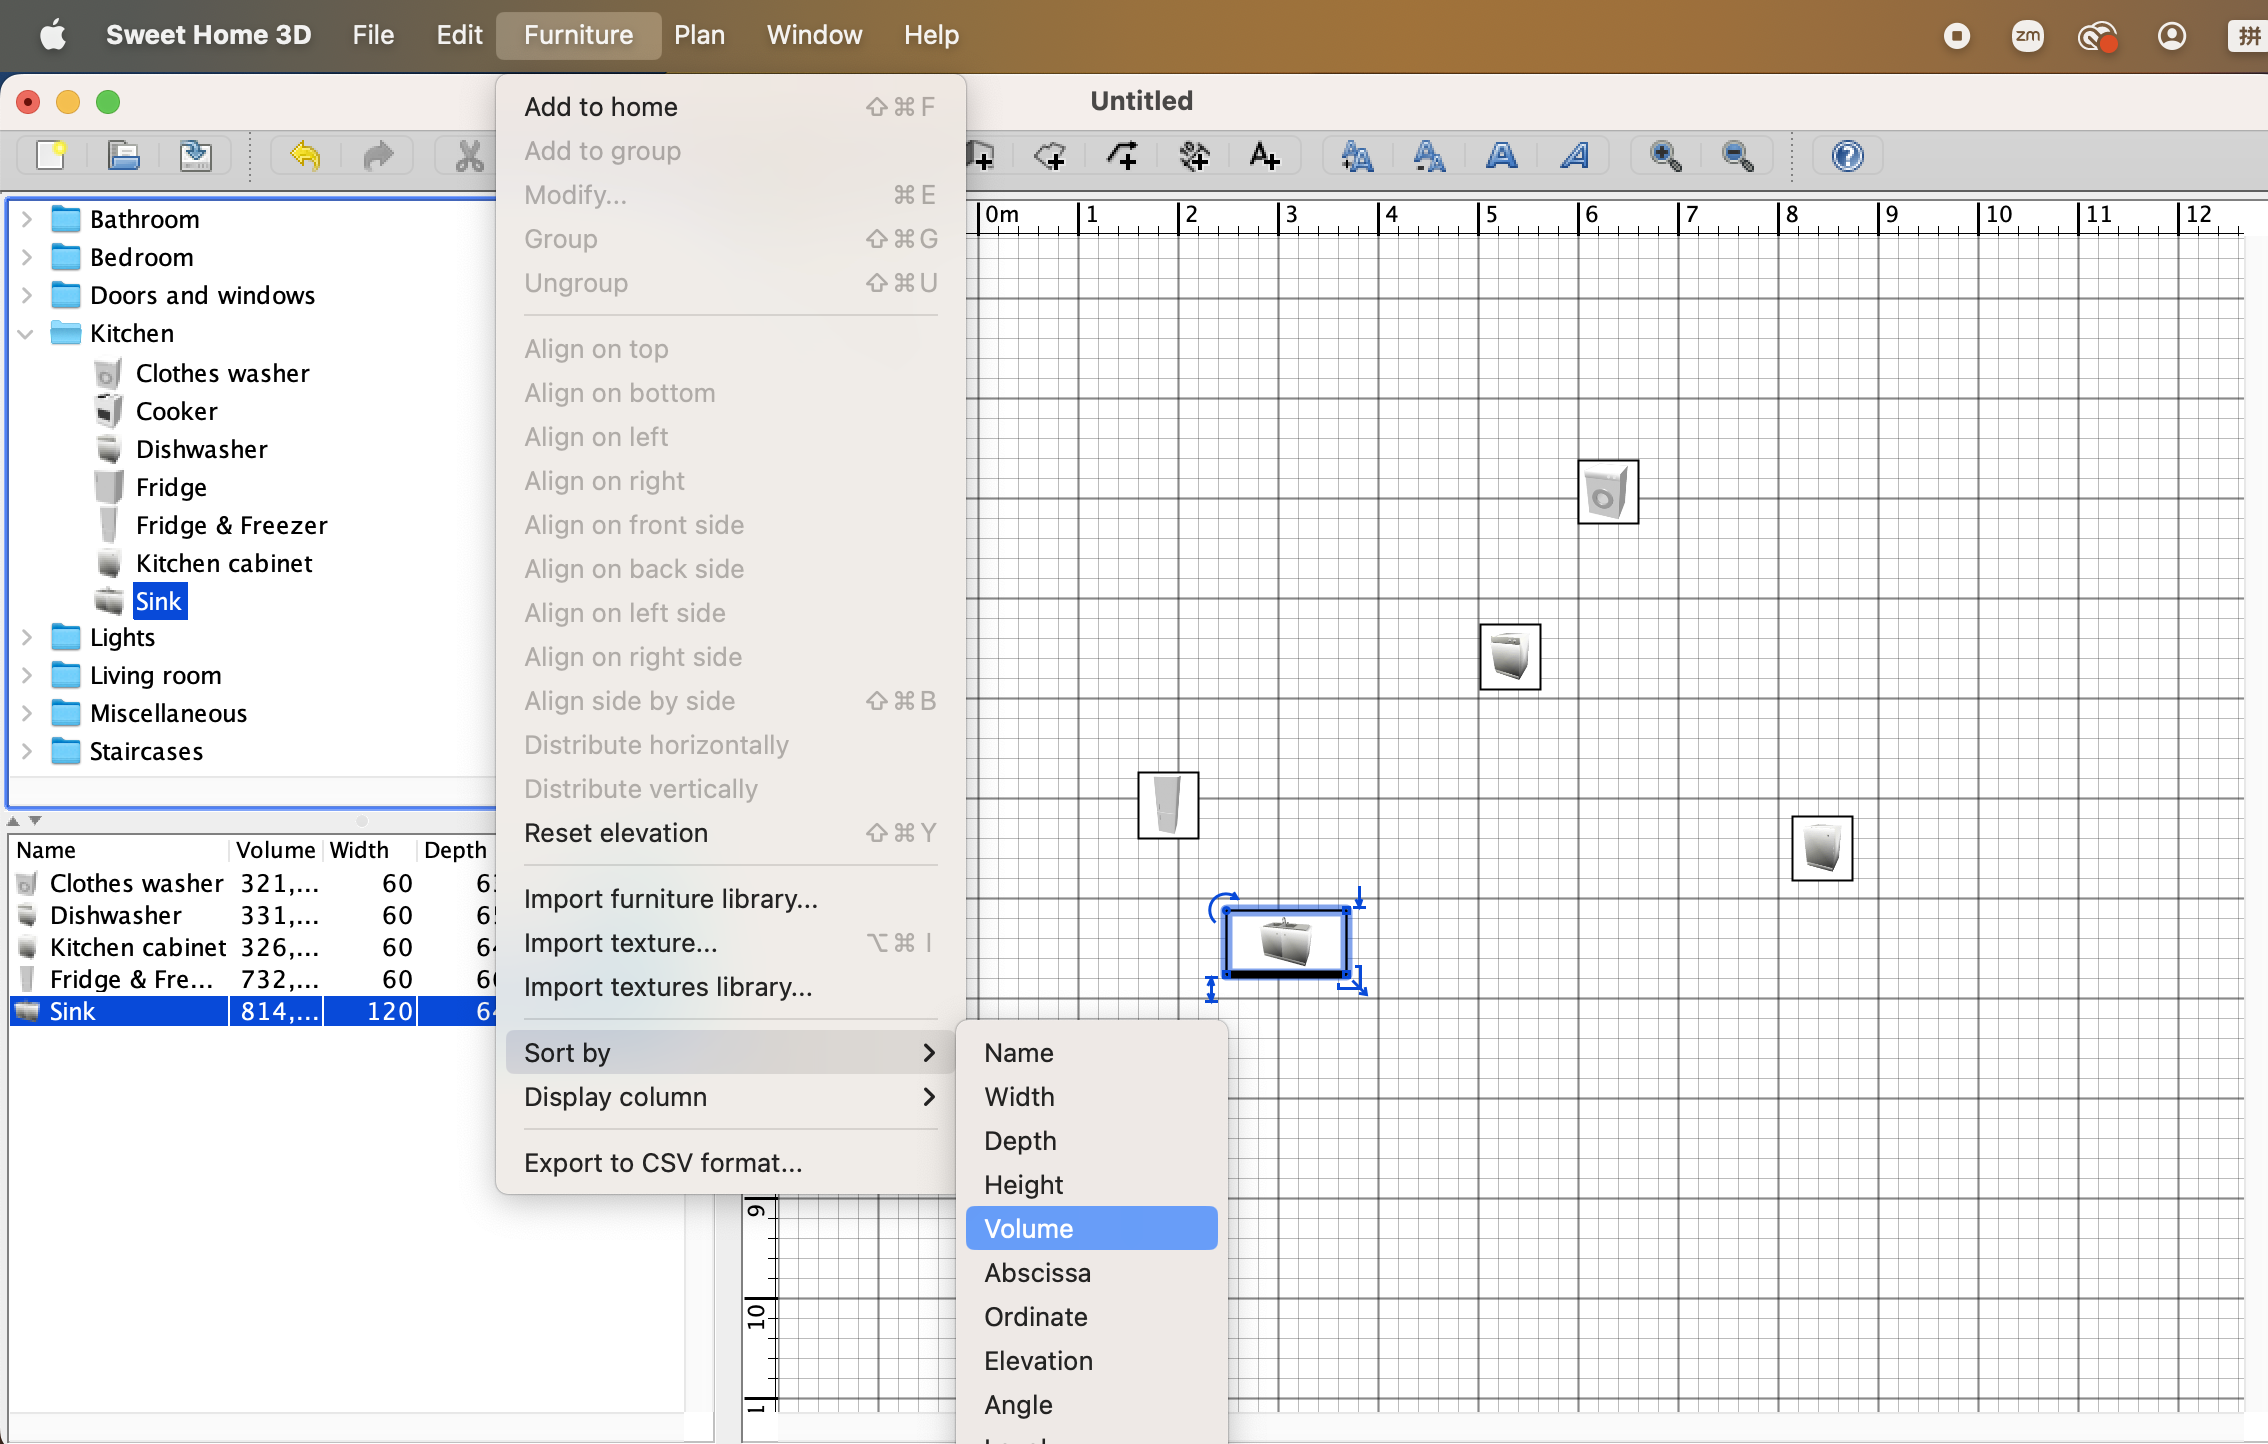 Sweet Home 3D File Edit Furniture Plan Window Help
zm
拼
Untitled
Add to home ⇧⌘F
Add to group
Modify... ⌘E
Group ⇧⌘G
Ungroup ⇧⌘U
Align on top
Align on bottom
Align on left
Align on right
Align on front side
Align on back side
Align on left side
Align on right side
Align side by side ⇧⌘B
Distribute horizontally
Distribute vertically
Reset elevation ⇧⌘Y
Import furniture library...
Import texture... ⌥⌘I
Import textures library...
Sort by
Display column
Export to CSV format...
Name
Width
Depth
Height
Volume
Abscissa
Ordinate
Elevation
Angle
Bathroom
Bedroom
Doors and windows
Kitchen
Clothes washer
Cooker
Dishwasher
Fridge
Fridge & Freezer
Kitchen cabinet
Sink
Lights
Living room
Miscellaneous
Staircases
Name Volume Width Depth
Clothes washer 321,... 60
Dishwasher 331,... 60
Kitchen cabinet 326,... 60
Fridge & Fre... 732,... 60
Sink 814,... 120
0m 1 2 3 4 5 6 7 8 9 10 11 12
9
10